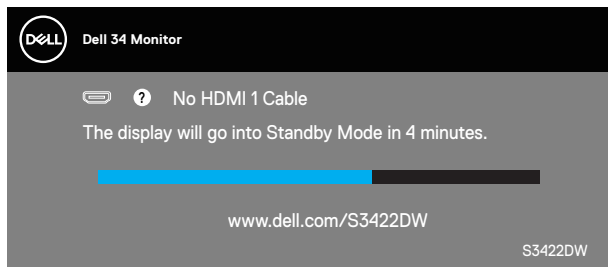 DELL
Dell 34 Monitor
? No HDMI 1 Cable
The display will go into Standby Mode in 4 minutes.
www.dell.com/S3422DW
S3422DW